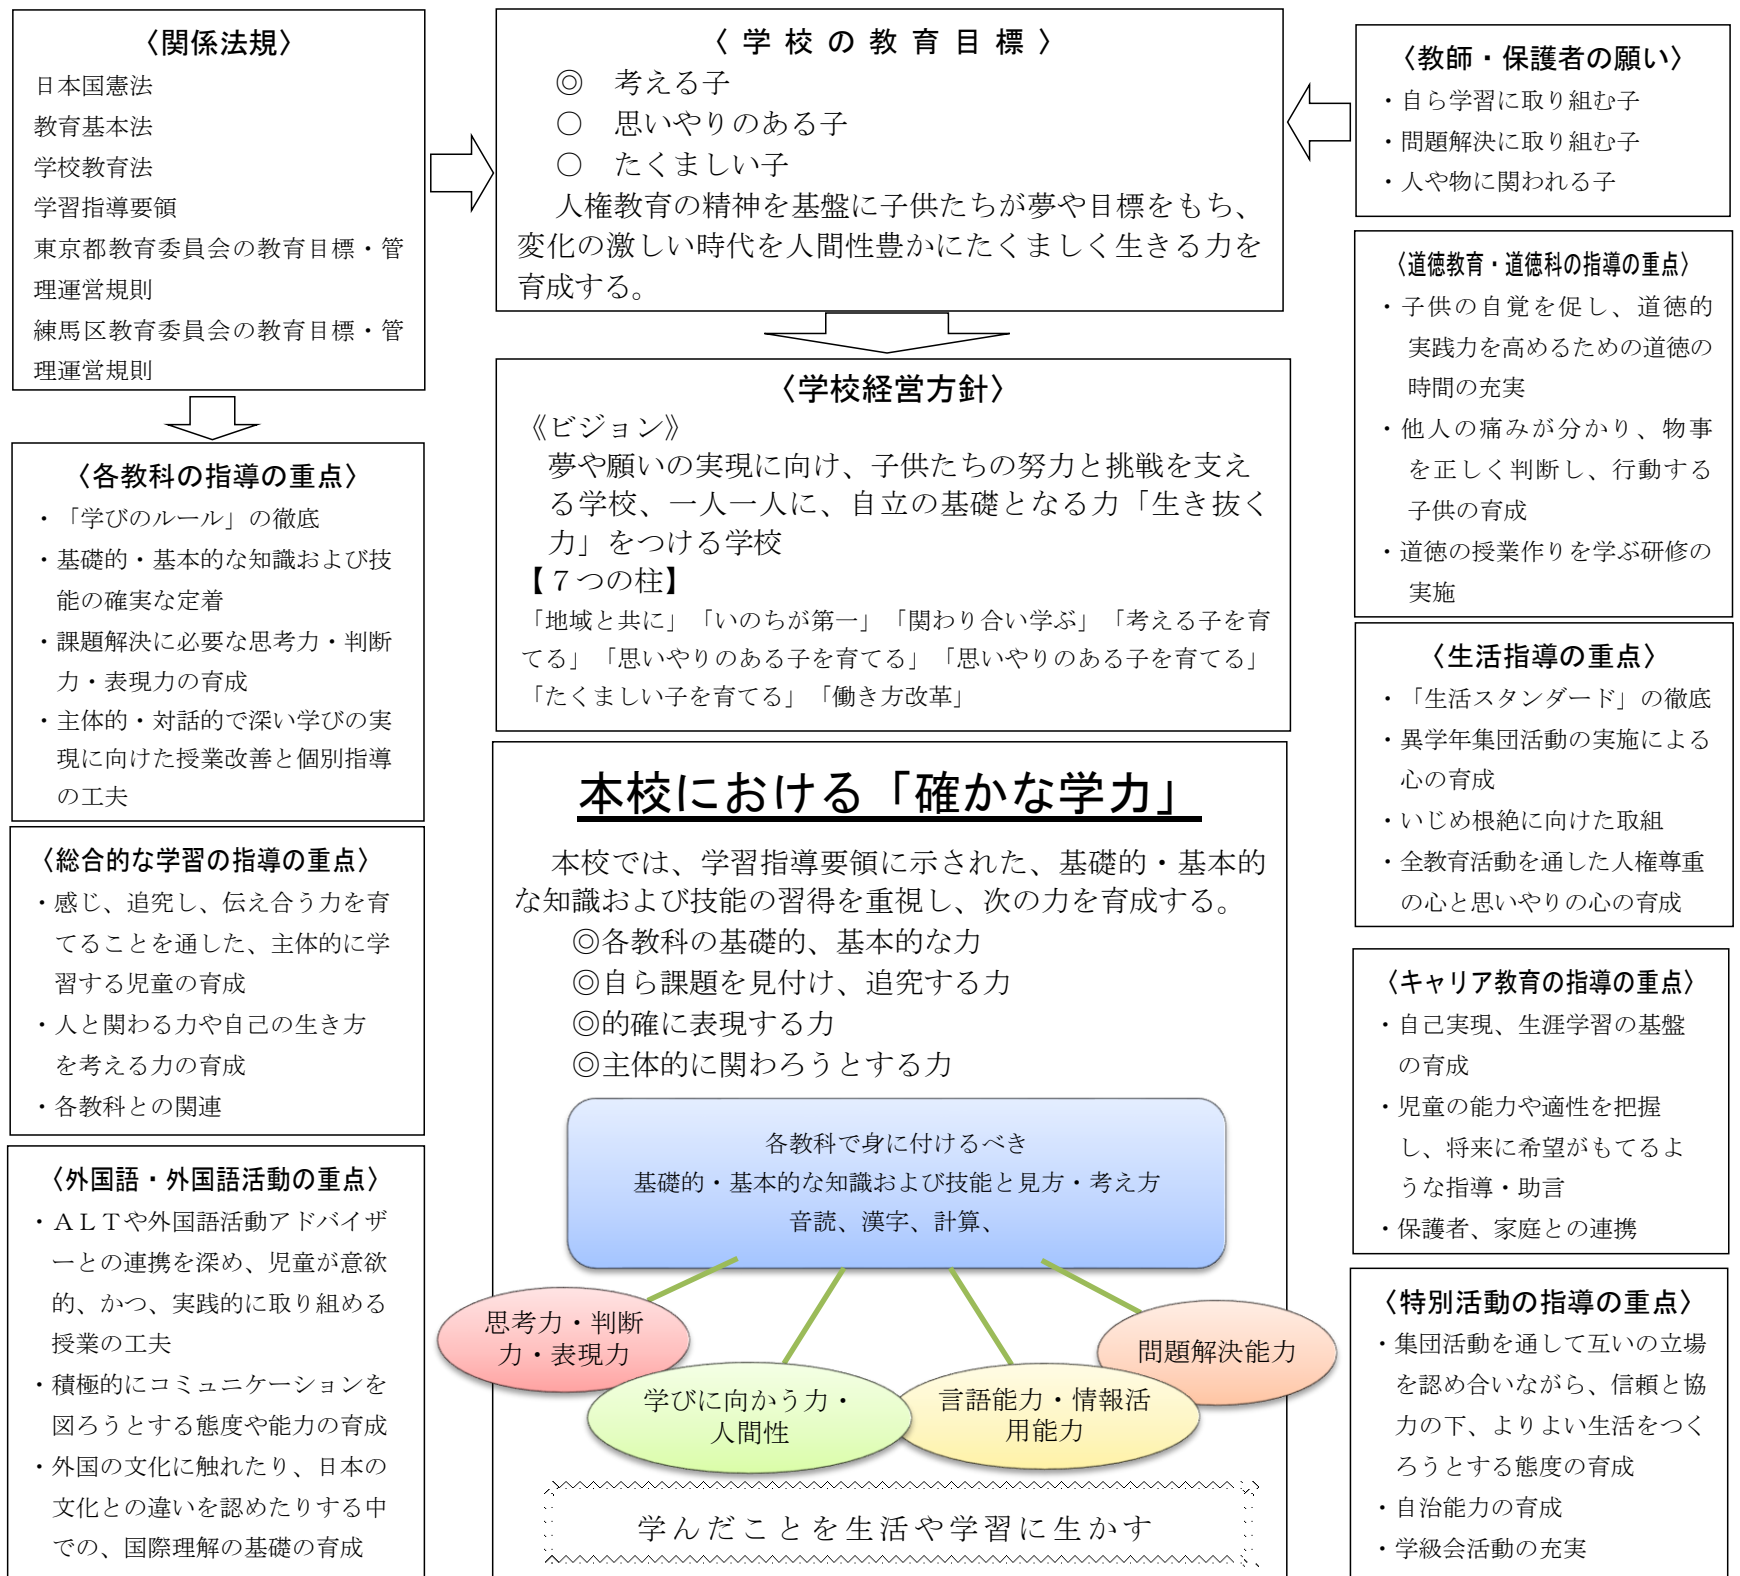 〈関係法規〉
日本国憲法
教育基本法
学校教育法
学習指導要領
東京都教育委員会の教育目標・管
理運営規則
練馬区教育委員会の教育目標・管
理運営規則
〈各教科の指導の重点〉
・「学びのルール」の徹底
・基礎的・基本的な知識および技
能の確実な定着
・課題解決に必要な思考力・判断
力・表現力の育成
・主体的・対話的で深い学びの実
現に向けた授業改善と個別指導
の工夫
〈総合的な学習の指導の重点〉
・感じ、追究し、伝え合う力を育
てることを通した、主体的に学
習する児童の育成
・人と関わる力や自己の生き方
を考える力の育成
・各教科との関連
〈外国語・外国語活動の重点〉
・ＡＬＴや外国語活動アドバイザ
ーとの連携を深め、児童が意欲
的、かつ、実践的に取り組める
授業の工夫
・積極的にコミュニケーションを
図ろうとする態度や能力の育成
・外国の文化に触れたり、日本の
文化との違いを認めたりする中
での、国際理解の基礎の育成
〈学校の教育目標〉
◎　考える子
○　思いやりのある子
○　たくましい子
人権教育の精神を基盤に子供たちが夢や目標をもち、
変化の激しい時代を人間性豊かにたくましく生きる力を
育成する。
〈学校経営方針〉
《ビジョン》
夢や願いの実現に向け、子供たちの努力と挑戦を支え
る学校、一人一人に、自立の基礎となる力「生き抜く
力」をつける学校
【７つの柱】
「地域と共に」「いのちが第一」「関わり合い学ぶ」「考える子を育
てる」「思いやりのある子を育てる」「思いやりのある子を育てる」
「たくましい子を育てる」「働き方改革」
本校における「確かな学力」
本校では、学習指導要領に示された、基礎的・基本的
な知識および技能の習得を重視し、次の力を育成する。
◎各教科の基礎的、基本的な力
◎自ら課題を見付け、追究する力
◎的確に表現する力
◎主体的に関わろうとする力
各教科で身に付けるべき
基礎的・基本的な知識および技能と見方・考え方
音読、漢字、計算、
思考力・判断
力・表現力
学びに向かう力・
人間性
言語能力・情報活
用能力
問題解決能力
学んだことを生活や学習に生かす
〈教師・保護者の願い〉
・自ら学習に取り組む子
・問題解決に取り組む子
・人や物に関われる子
〈道徳教育・道徳科の指導の重点〉
・子供の自覚を促し、道徳的
実践力を高めるための道徳の
時間の充実
・他人の痛みが分かり、物事
を正しく判断し、行動する
子供の育成
・道徳の授業作りを学ぶ研修の
実施
〈生活指導の重点〉
・「生活スタンダード」の徹底
・異学年集団活動の実施による
心の育成
・いじめ根絶に向けた取組
・全教育活動を通した人権尊重
の心と思いやりの心の育成
〈キャリア教育の指導の重点〉
・自己実現、生涯学習の基盤
の育成
・児童の能力や適性を把握
し、将来に希望がもてるよ
うな指導・助言
・保護者、家庭との連携
〈特別活動の指導の重点〉
・集団活動を通して互いの立場
を認め合いながら、信頼と協
力の下、よりよい生活をつく
ろうとする態度の育成
・自治能力の育成
・学級会活動の充実